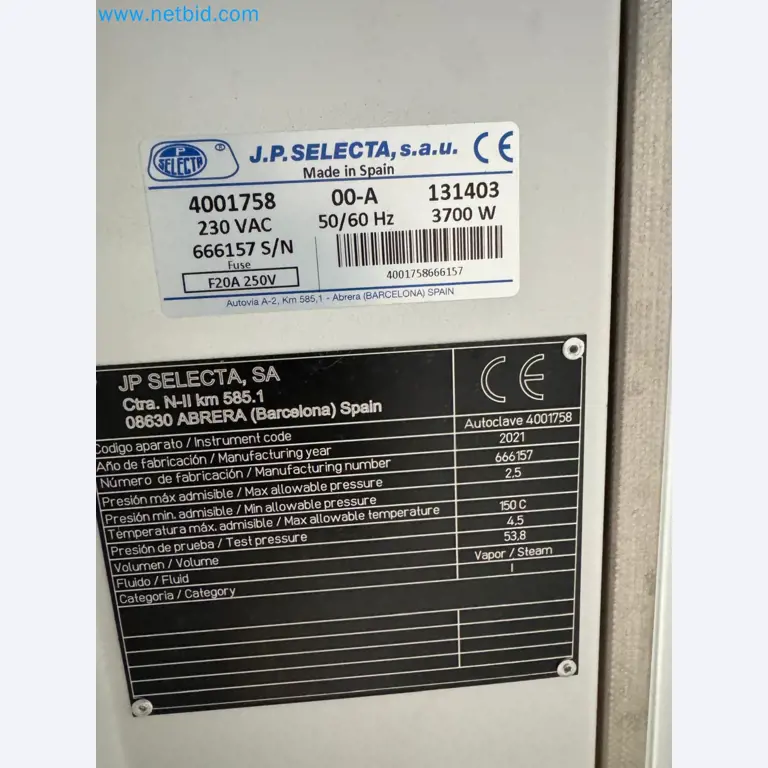 www.netbid.com
P
SELECTA
J.P.SELECTA, s.a.u. CE
Made in Spain
4001758 00-A 131403
230 VAC 50/60 Hz 3700 W
666157 S/N
Fuse
F20A 250V
4001758666157
Autovía A-2, Km 585,1 - Abrera (BARCELONA) SPAIN
JP SELECTA, SA CE
Ctra. N-II km 585.1
08630 ABRERA (Barcelona) Spain
Codigo aparato / Instrument code Autoclave 4001758
Año de fabricación / Manufacturing year 2021
Número de fabricación / Manufacturing number 666157
Presión máx admisible / Max allowable pressure 2,5
Presión min. admisible / Min allowable pressure
Témperatura máx. admisible / Max allowable temperature 150 C
Presión de prueba / Test pressure 4,5
Volumen / Volume 53,8
Fluido / Fluid Vapor / Steam
Categoria / Category I